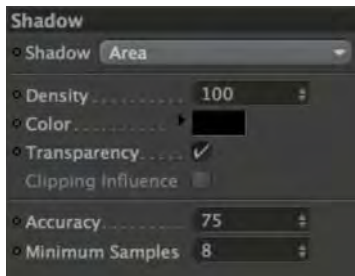 Shadow
Shadow Area
Density 100
Color
Transparency
Clipping Influence
Accuracy 75
Minimum Samples 8